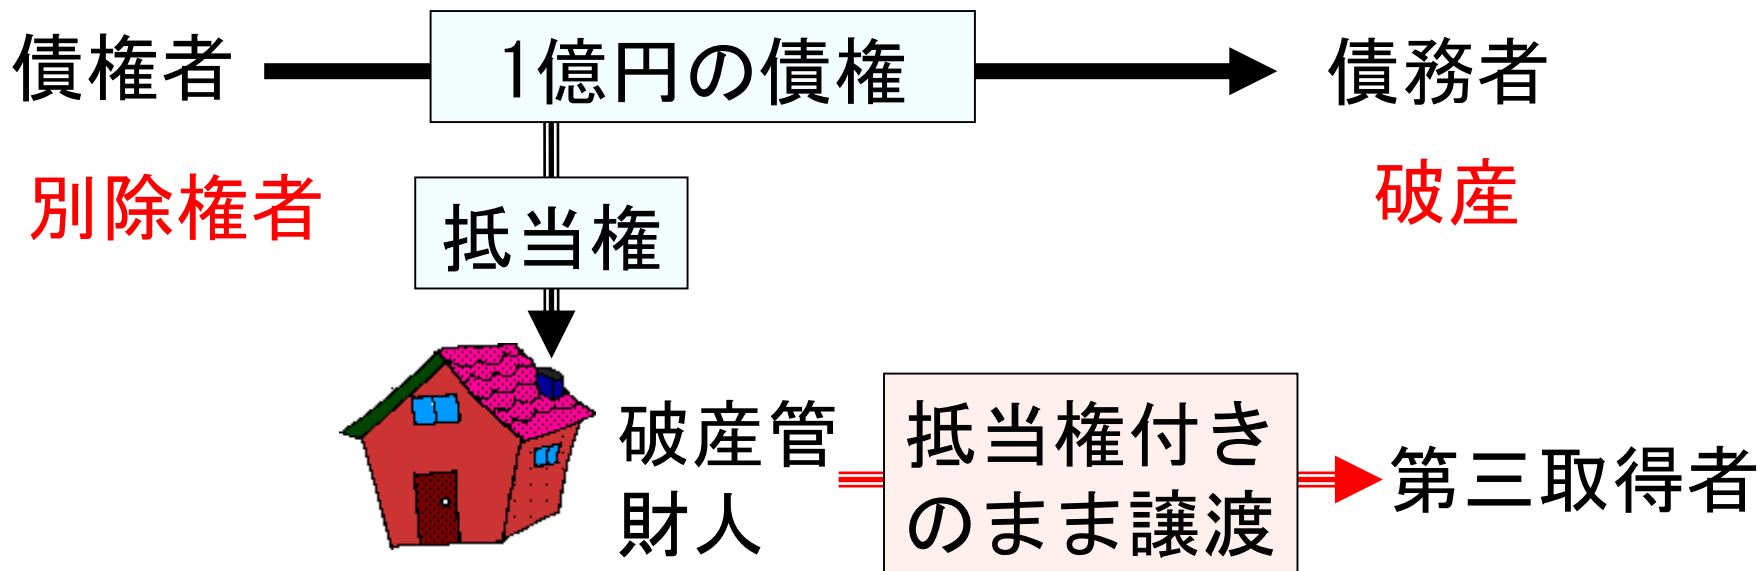 債権者
1億円の債権
債務者
別除権者
破産
抵当権
破産管
財人
抵当権付き
のまま譲渡
第三取得者